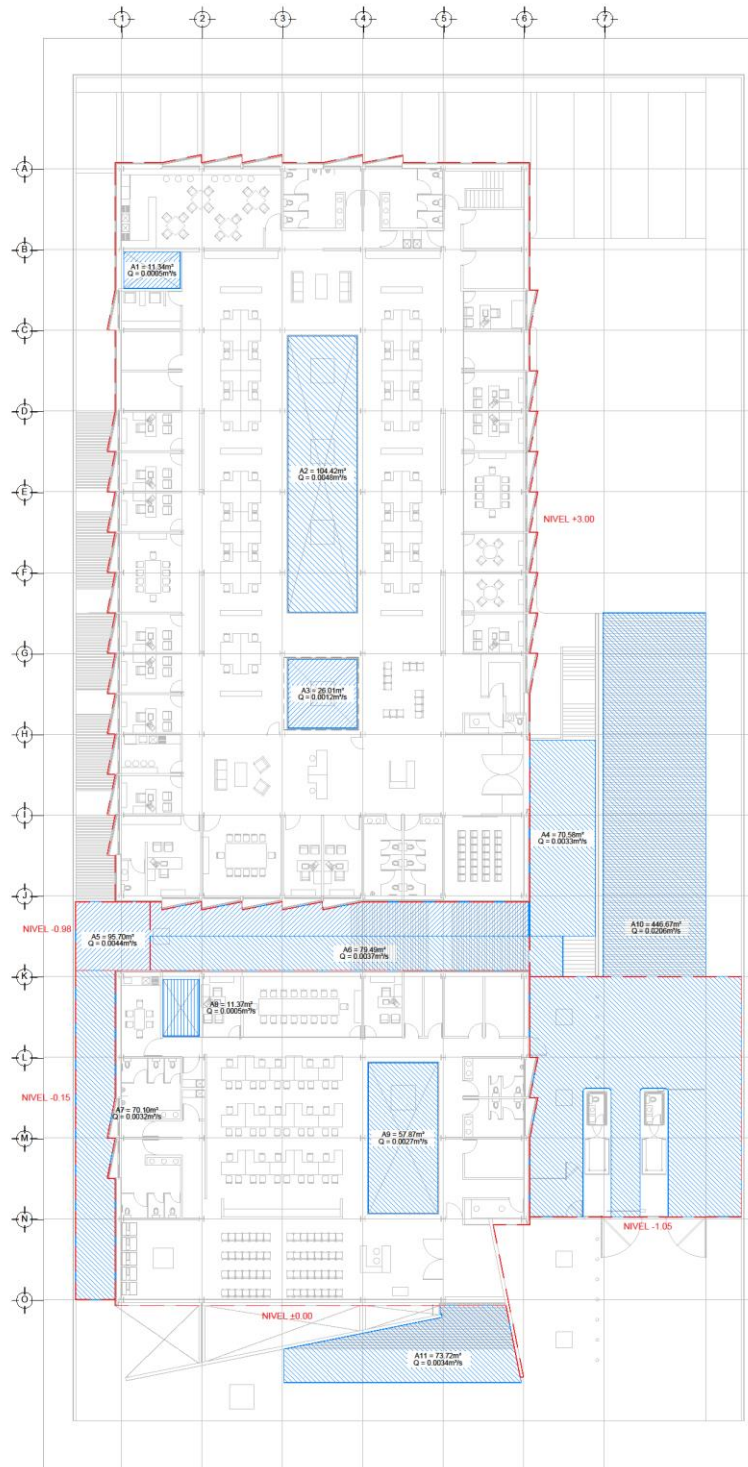 1 2 3 4 5 6 7
A
B
A1 = 11.34m²
Q = 0.0005m³/s
C
D
A2 = 104.42m²
Q = 0.0048m³/s
E
NIVEL +3.00
F
G
A3 = 26.01m²
Q = 0.0012m³/s
H
I
A4 = 70.58m²
Q = 0.0033m³/s
J
NIVEL -0.98
A5 = 95.70m²
Q = 0.0044m³/s
A6 = 79.49m²
Q = 0.0037m³/s
A10 = 446.67m²
Q = 0.0206m³/s
K
A8 = 11.37m²
Q = 0.0005m³/s
L
NIVEL -0.15
A7 = 70.10m²
Q = 0.0032m³/s
A9 = 57.87m²
Q = 0.0027m³/s
M
N
NIVEL -1.05
O
NIVEL ±0.00
A11 = 73.72m²
Q = 0.0034m³/s